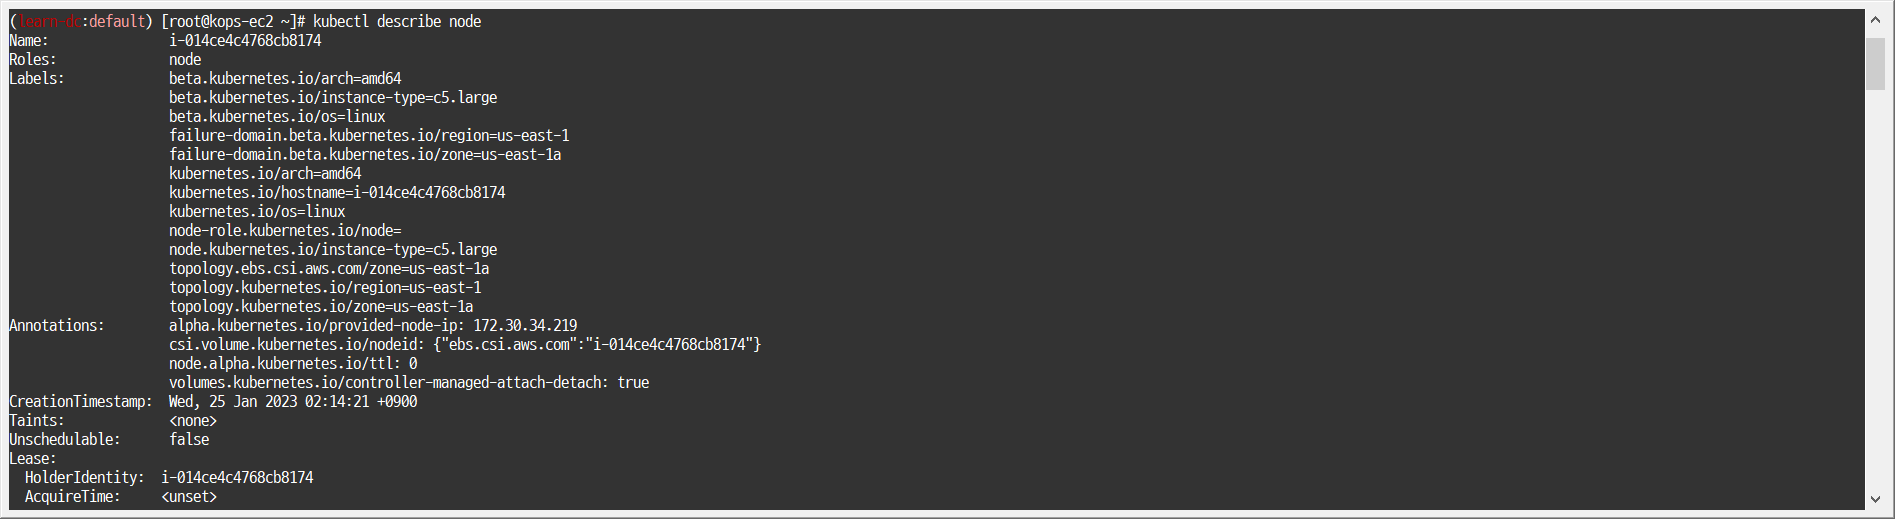 (learn-dc:default) [root@kops-ec2 ~]# kubectl describe node
Name:               i-014ce4c4768cb8174
Roles:              node
Labels:             beta.kubernetes.io/arch=amd64
                    beta.kubernetes.io/instance-type=c5.large
                    beta.kubernetes.io/os=linux
                    failure-domain.beta.kubernetes.io/region=us-east-1
                    failure-domain.beta.kubernetes.io/zone=us-east-1a
                    kubernetes.io/arch=amd64
                    kubernetes.io/hostname=i-014ce4c4768cb8174
                    kubernetes.io/os=linux
                    node-role.kubernetes.io/node=
                    node.kubernetes.io/instance-type=c5.large
                    topology.ebs.csi.aws.com/zone=us-east-1a
                    topology.kubernetes.io/region=us-east-1
                    topology.kubernetes.io/zone=us-east-1a
Annotations:        alpha.kubernetes.io/provided-node-ip: 172.30.34.219
                    csi.volume.kubernetes.io/nodeid: {"ebs.csi.aws.com":"i-014ce4c4768cb8174"}
                    node.alpha.kubernetes.io/ttl: 0
                    volumes.kubernetes.io/controller-managed-attach-detach: true
CreationTimestamp:  Wed, 25 Jan 2023 02:14:21 +0900
Taints:             <none>
Unschedulable:      false
Lease:
  HolderIdentity:  i-014ce4c4768cb8174
  AcquireTime:     <unset>